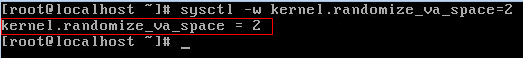 [root@localhost ~]# sysctl -w kernel.randomize_va_space=2
kernel.randomize_va_space = 2
[root@localhost ~]# _